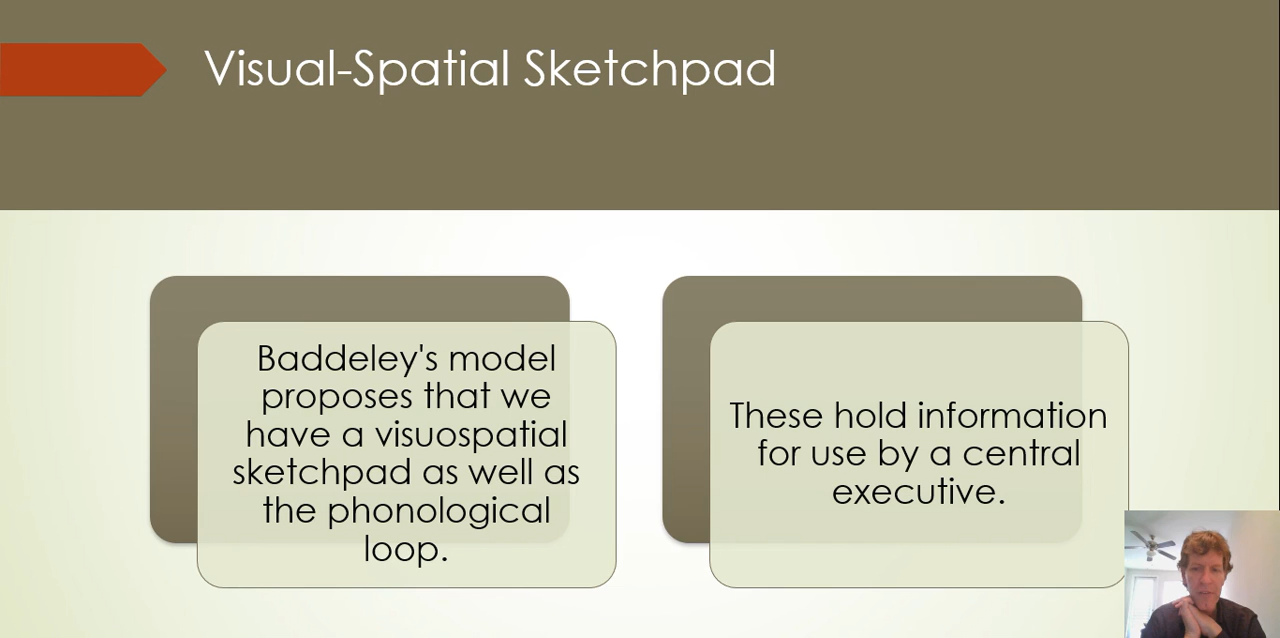 Visual-Spatial Sketchpad
Baddeley's model
proposes that we
have a visuospatial
sketchpad as well as
the phonological
loop.
These hold information
for use by a central
executive.